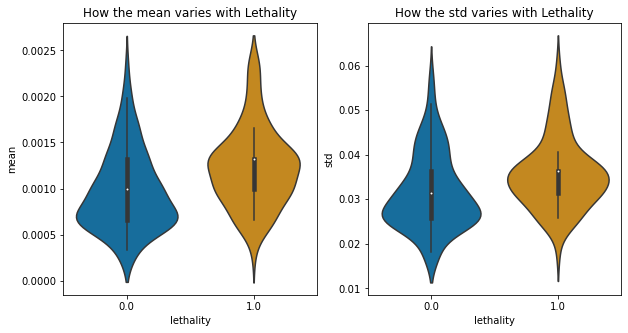 How the mean varies with Lethality
mean
0.0025
0.0020
0.0015
0.0010
0.0005
0.0000
0.0
1.0
lethality
How the std varies with Lethality
std
0.06
0.05
0.04
0.03
0.02
0.01
0.0
1.0
lethality